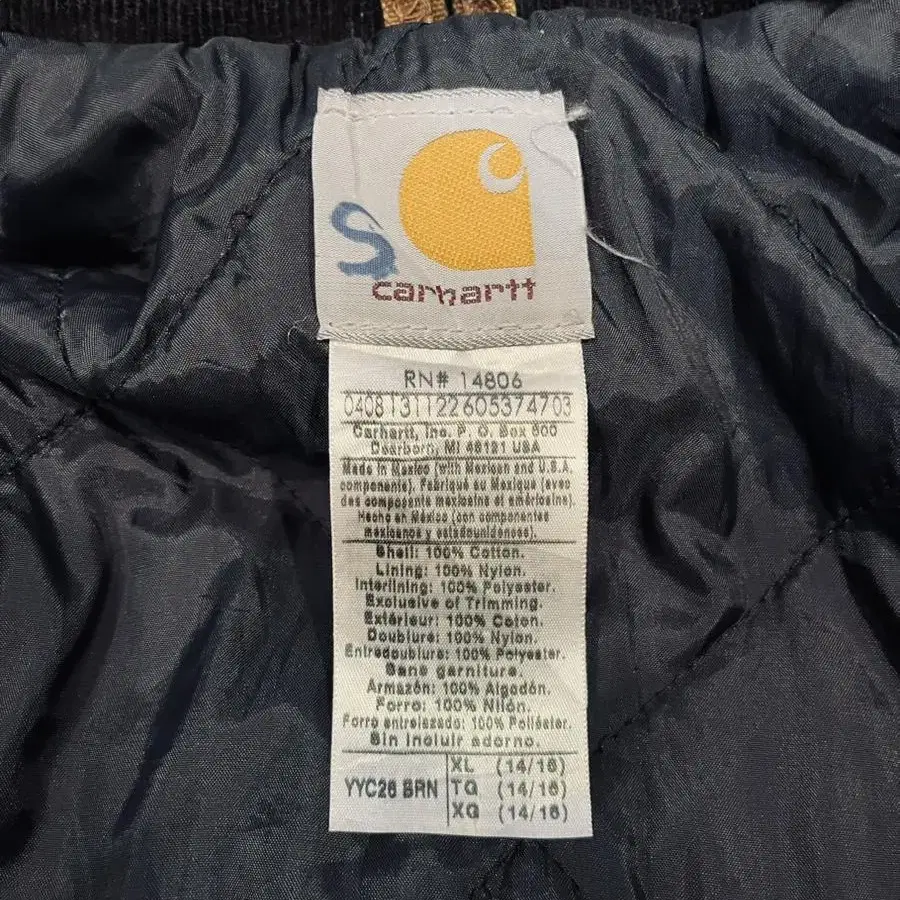 S
carhartt
RN# 14806
0408131122605374703
Carhartt, Inc. P. O. Box 600
Dearborn, MI 48121 USA
Made in Mexico (with Mexican and U.S.A.
components). Fabriqué au Mexique (avec
des composants mexicains et américains).
Hecho en México (con componentes
mexicanos y estadounidenses).
Shell: 100% Cotton.
Lining: 100% Nylon.
Interlining: 100% Polyester.
Exclusive of Trimming.
Extérieur: 100% Coton.
Doublure: 100% Nylon.
Entredoublure: 100% Polyester.
Sans garniture.
Armazón: 100% Algodón.
Forro: 100% Nilón.
Forro entrelazado: 100% Poliéster.
Sin incluir adorno.
YYC26 BRN
XL (14/16)
TG (14/16)
XG (14/16)